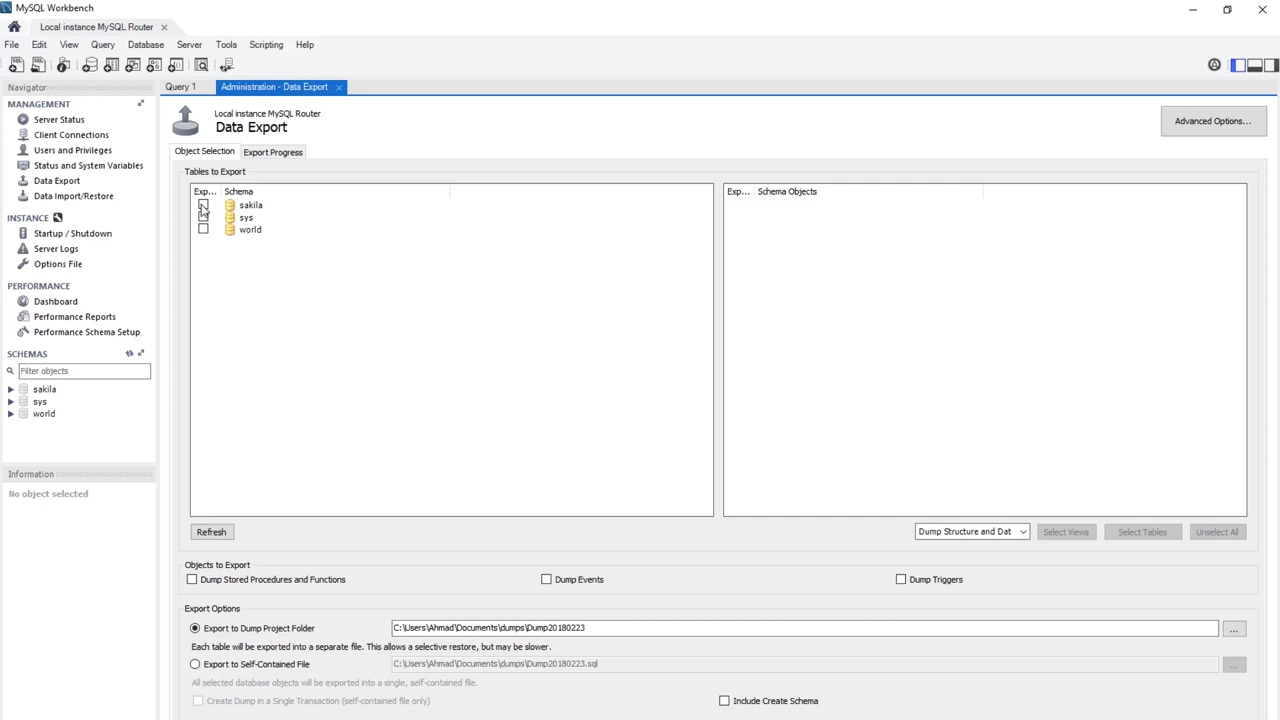 MySQL Workbench
Local instance MySQL Router
File Edit View Query Database Server Tools Scripting Help
Navigator
MANAGEMENT
Server Status
Client Connections
Users and Privileges
Status and System Variables
Data Export
Data Import/Restore
INSTANCE
Startup / Shutdown
Server Logs
Options File
PERFORMANCE
Dashboard
Performance Reports
Performance Schema Setup
SCHEMAS
Filter objects
sakila
sys
world
Information
No object selected
Query 1 Administration - Data Export
Local instance MySQL Router
Data Export
Advanced Options...
Object Selection Export Progress
Tables to Export
Exp... Schema
sakila
sys
world
Exp... Schema Objects
Refresh
Dump Structure and Dat Select Views Select Tables Unselect All
Objects to Export
Dump Stored Procedures and Functions Dump Events Dump Triggers
Export Options
Export to Dump Project Folder C:\Users\Ahmad\Documents\dumps\Dump20180223 ...
Each table will be exported into a separate file. This allows a selective restore, but may be slower.
Export to Self-Contained File C:\Users\Ahmad\Documents\dumps\Dump20180223.sql ...
All selected database objects will be exported into a single, self-contained file.
Create Dump in a Single Transaction (self-contained file only) Include Create Schema